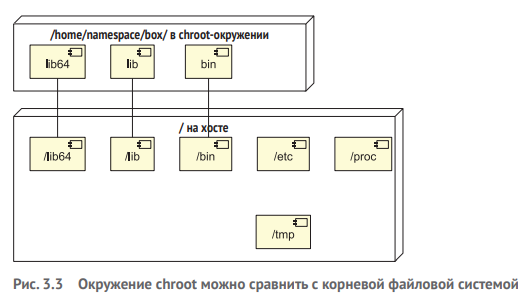 /home/namespace/box/ в chroot-окружении
lib64
lib
bin
/ на хосте
/lib64
/lib
/bin
/etc
/proc
/tmp
Рис. 3.3 Окружение chroot можно сравнить с корневой файловой системой